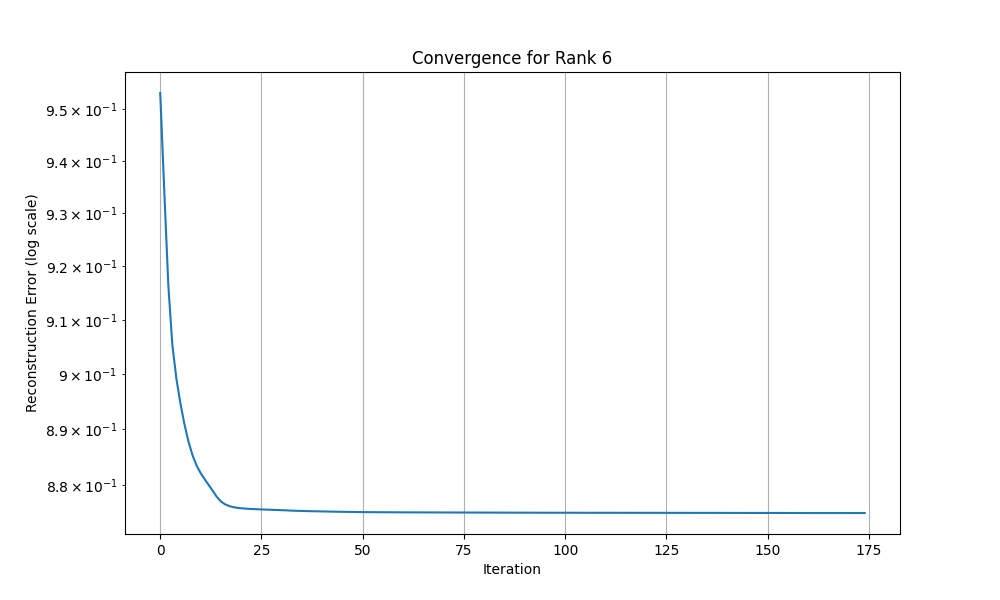 Convergence for Rank 6
Reconstruction Error (log scale)
9.5 × 10⁻¹
9.4 × 10⁻¹
9.3 × 10⁻¹
9.2 × 10⁻¹
9.1 × 10⁻¹
9 × 10⁻¹
8.9 × 10⁻¹
8.8 × 10⁻¹
0 25 50 75 100 125 150 175
Iteration